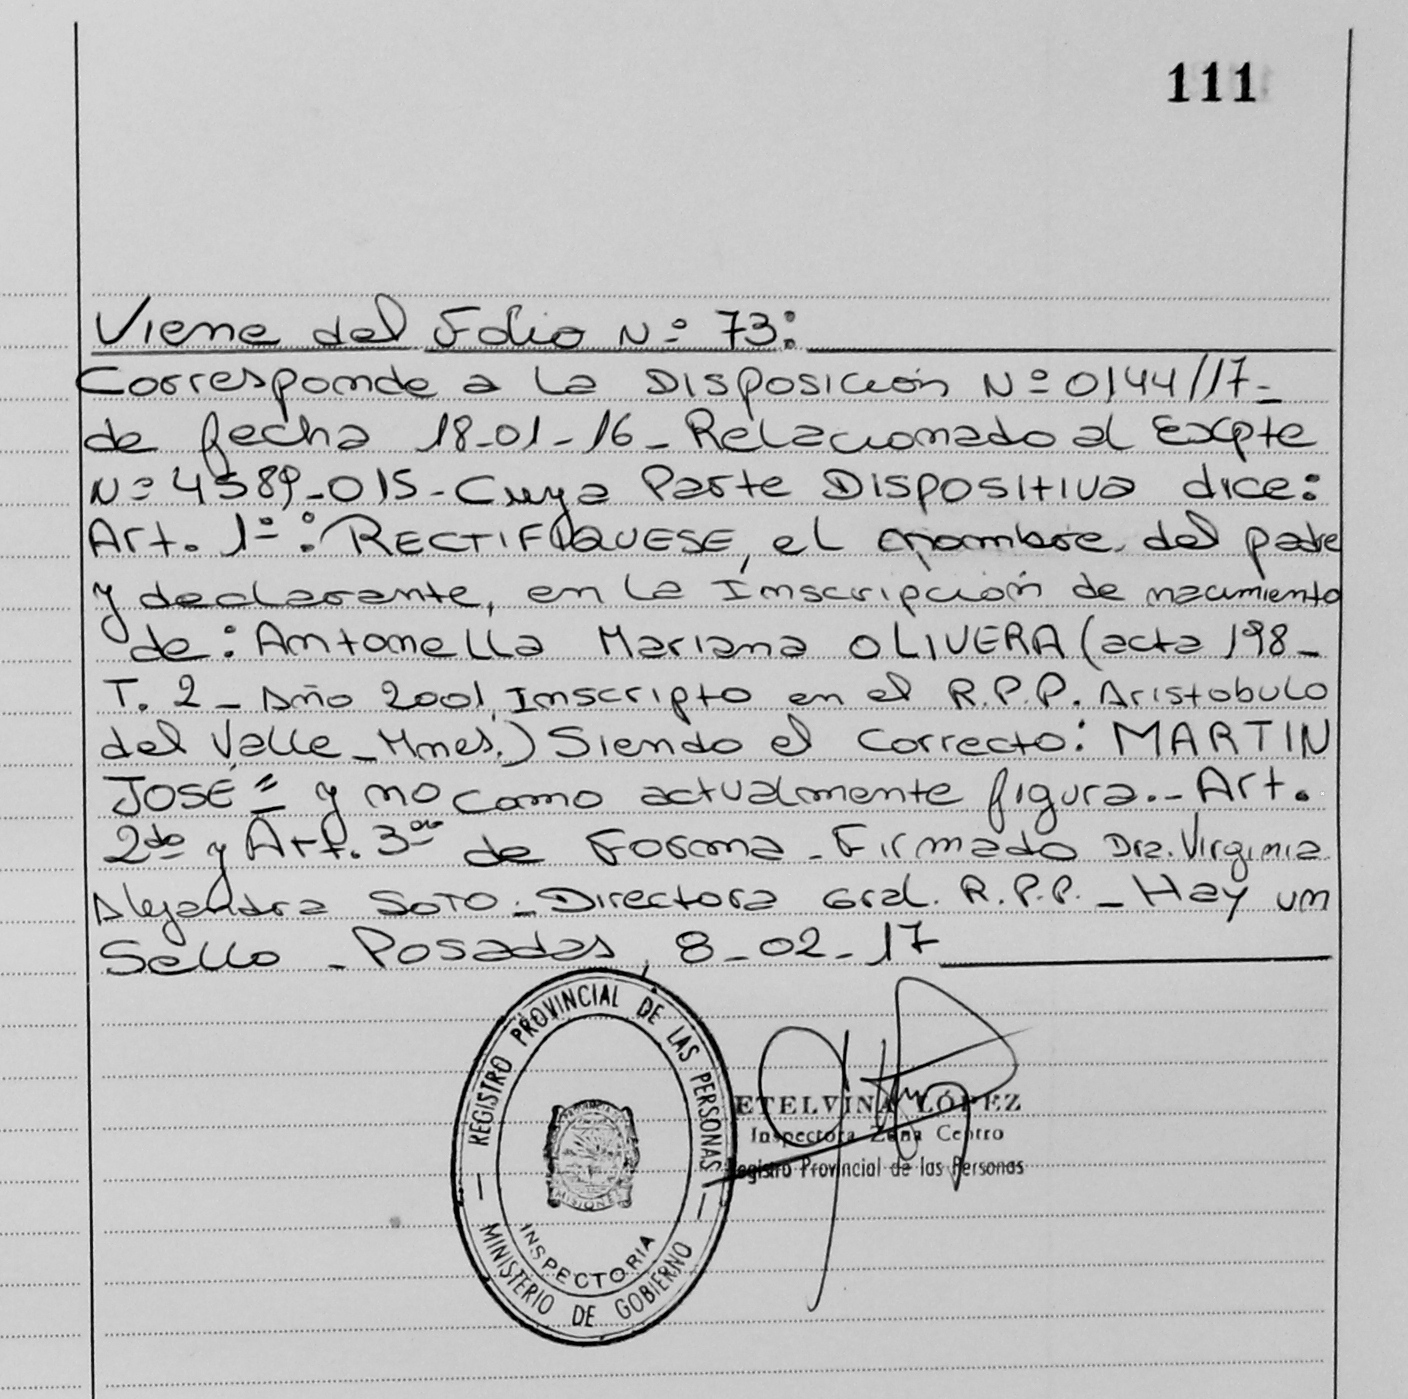 111
Viene del Folio Nº 73:
Corresponde a la Disposición Nº 0144/17-
de fecha 18-01-16- Relacionado al Expte
Nº 4589-015- Cuya Parte Dispositiva dice:
Art. 1º: RECTIFIQUESE, el nombre del padre
y declarante, en la Inscripción de nacimiento
de: Antonella Mariana OLIVERA (acta 198-
T. 2 - Año 2001, Inscripto en el R.P.P. Aristobulo
del Valle - Mnes.) Siendo el correcto: MARTIN
JOSÉ" y no como actualmente figura.- Art.
2do y Art. 3ro de Forma - Firmado Dra. Virginia
Alejandra SOTO - Directora Gral. R.P.P. - Hay un
Sello - Posadas, 8-02-17
REGISTRO PROVINCIAL DE LAS PERSONAS
MISIONES
INSPECTORIA
MINISTERIO DE GOBIERNO
ETELVINA LÓPEZ
Inspectora Zona Centro
Registro Provincial de las Personas